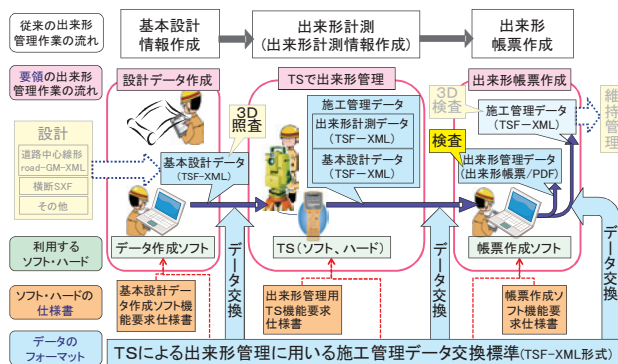 従来の出来形
管理作業の流れ
基本設計
情報作成
出来形計測
(出来形計測情報作成)
出来形
帳票作成
要領の出来形
管理作業の流れ
設計データ作成
TSで出来形管理
出来形帳票作成
3D
照査
施工管理データ
出来形計測データ
(TSF-XML)
基本設計データ
(TSF-XML)
3D
検査
施工管理データ
(TSF-XML)
維持管理
設計
道路中心線形
road-GM-XML
横断SXF
その他
基本設計データ
(TSF-XML)
検査
出来形管理データ
(出来形帳票/PDF)
利用する
ソフト・ハード
データ作成ソフト
TS(ソフト、ハード)
帳票作成ソフト
データ交換
データ交換
データ交換
ソフト・ハードの
仕様書
基本設計デー
タ作成ソフト機
能要求仕様書
出来形管理用
TS機能要求
仕様書
帳票作成ソ
フト機能要
求仕様書
データの
フォーマット
TSによる出来形管理に用いる施工管理データ交換標準(TSF-XML形式)